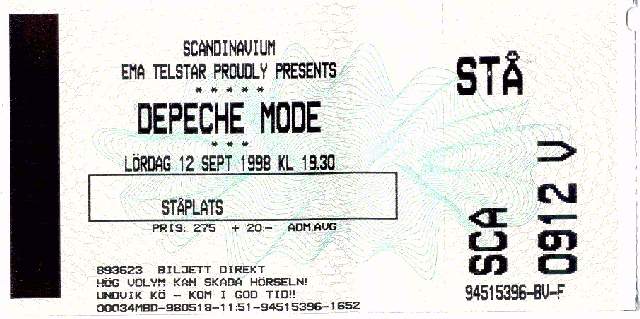 SCANDINAVIUM
EMA TELSTAR PROUDLY PRESENTS
* * * * *
DEPECHE MODE
* * *
LÖRDAG 12 SEPT 1998 KL 19.30
STÅPLATS
PRIS: 275 + 20:- ADM.AVG
893623 BILJETT DIREKT
HÖG VOLYM KAN SKADA HÖRSELN!
UNDVIK KÖ - KOM I GOD TID!!
00034MBD-980518-1151-94515396-1652
STÅ
SCA
0912 V
94515396-BV-F